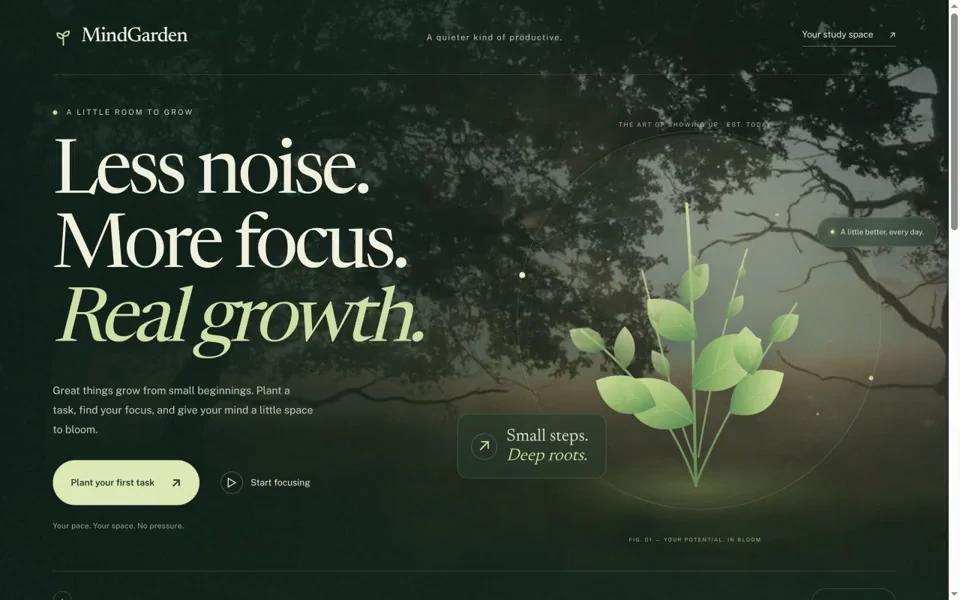 MindGarden
A quieter kind of productive.
Your study space
A LITTLE ROOM TO GROW
THE ART OF SHOWING UP · EST. TODAY
Less noise.
More focus.
Real growth.
A little better, every day.
Great things grow from small beginnings. Plant a
task, find your focus, and give your mind a little space
to bloom.
Small steps.
Deep roots.
Plant your first task
Start focusing
Your pace. Your space. No pressure.
FIG. 01 — YOUR POTENTIAL, IN BLOOM